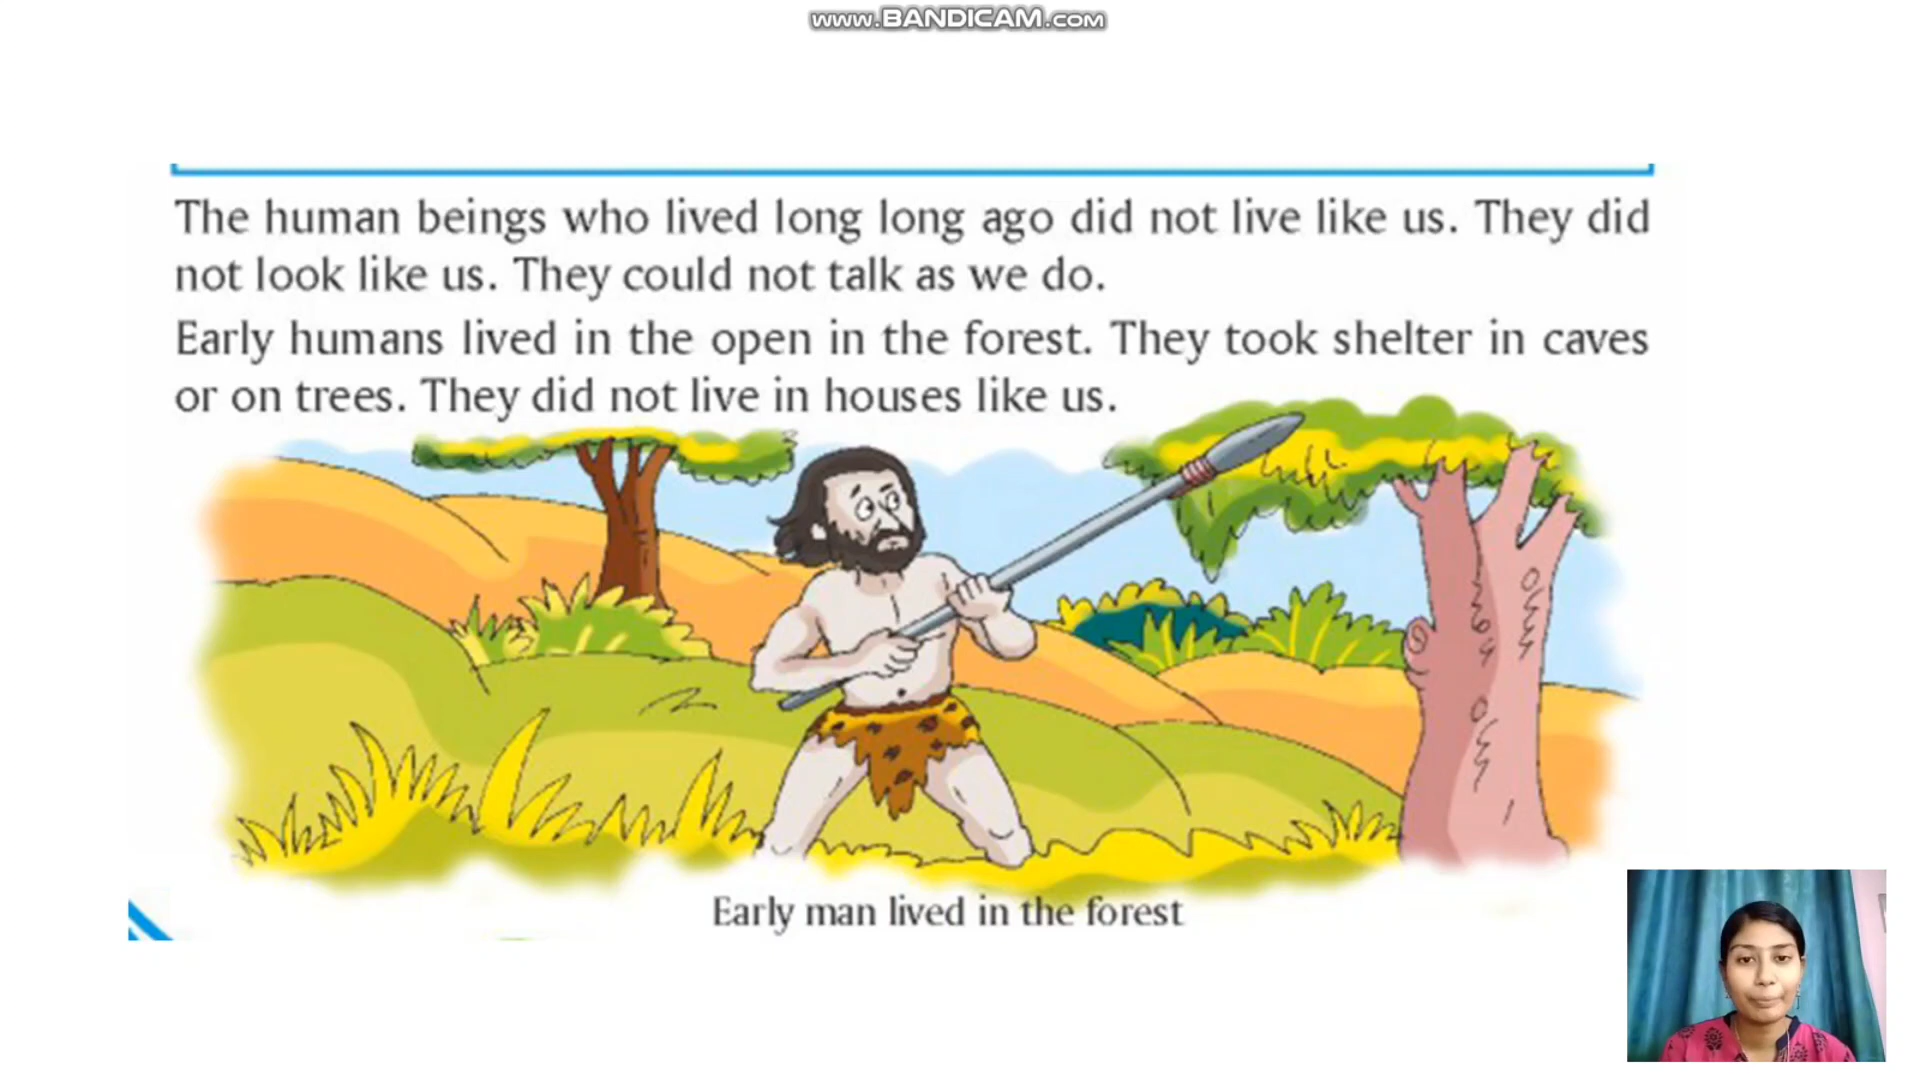 www.BANDICAM.com
The human beings who lived long long ago did not live like us. They did
not look like us. They could not talk as we do.
Early humans lived in the open in the forest. They took shelter in caves
or on trees. They did not live in houses like us.
Early man lived in the forest